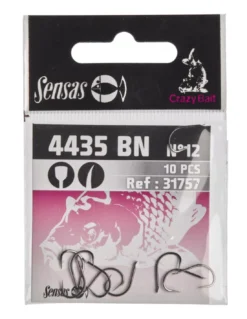 Sensas
Crazy Bait
4435 BN N°12
10 PCS
Ref : 31757
Sensas